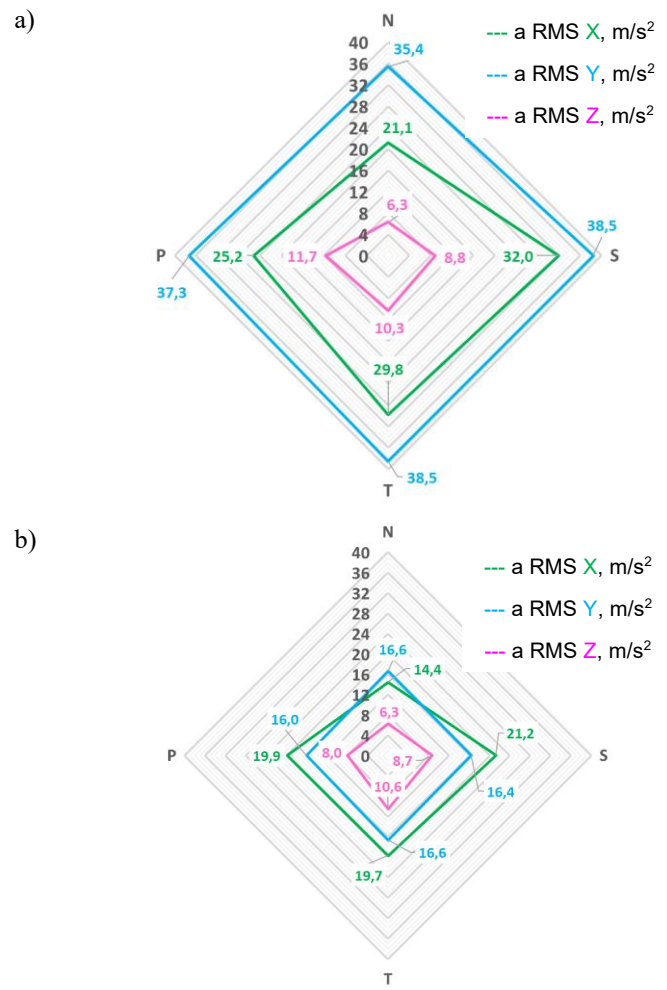 a)
N
--- a RMS X, m/s²
--- a RMS Y, m/s²
--- a RMS Z, m/s²
40
36
32
28
24
20
16
12
8
4
0
35,4
21,1
6,3
P
25,2
11,7
8,8
32,0
38,5
S
37,3
10,3
29,8
38,5
T
b)
N
--- a RMS X, m/s²
--- a RMS Y, m/s²
--- a RMS Z, m/s²
40
36
32
28
24
20
16
12
8
4
0
16,6
14,4
6,3
16,0
21,2
P
19,9
8,0
8,7
S
10,6
16,4
16,6
19,7
T